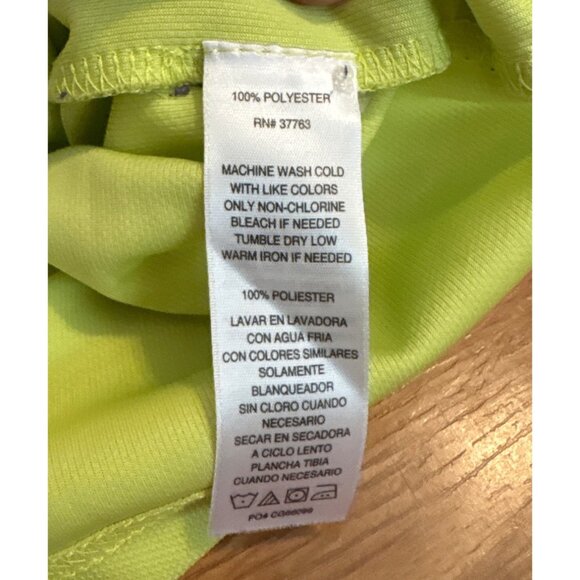 100% POLYESTER
RN# 37763
MACHINE WASH COLD
WITH LIKE COLORS
ONLY NON-CHLORINE
BLEACH IF NEEDED
TUMBLE DRY LOW
WARM IRON IF NEEDED
100% POLIESTER
LAVAR EN LAVADORA
CON AGUA FRIA
CON COLORES SIMILARES
SOLAMENTE
BLANQUEADOR
SIN CLORO CUANDO
NECESARIO
SECAR EN SECADORA
A CICLO LENTO
PLANCHA TIBIA
CUANDO NECESARIO